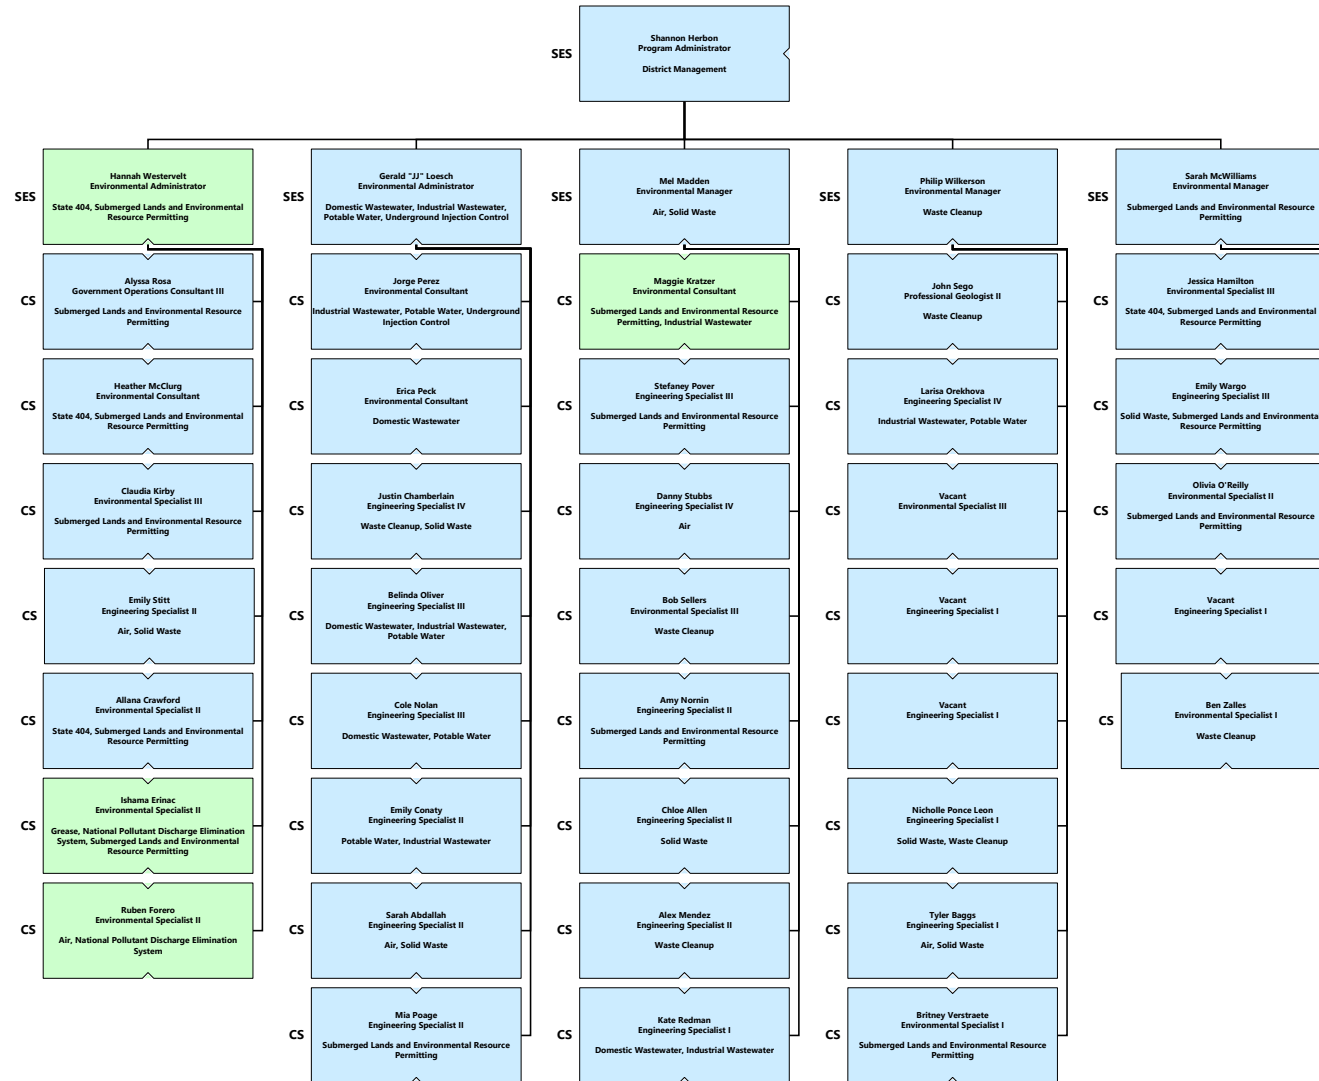 SES
Shannon Herbon
Program Administrator
District Management
SES
Hannah Westervelt
Environmental Administrator
State 404, Submerged Lands and Environmental
Resource Permitting
CS
Alyssa Rosa
Government Operations Consultant III
Submerged Lands and Environmental Resource
Permitting
CS
Heather McClurg
Environmental Consultant
State 404, Submerged Lands and Environmental
Resource Permitting
CS
Claudia Kirby
Environmental Specialist III
Submerged Lands and Environmental Resource
Permitting
CS
Emily Stitt
Engineering Specialist II
Air, Solid Waste
CS
Allana Crawford
Environmental Specialist II
State 404, Submerged Lands and Environmental
Resource Permitting
CS
Ishama Erinac
Environmental Specialist II
Grease, National Pollutant Discharge Elimination
System, Submerged Lands and Environmental
Resource Permitting
CS
Ruben Forero
Environmental Specialist II
Air, National Pollutant Discharge Elimination
System
SES
Gerald "JJ" Loesch
Environmental Administrator
Domestic Wastewater, Industrial Wastewater,
Potable Water, Underground Injection Control
CS
Jorge Perez
Environmental Consultant
Industrial Wastewater, Potable Water, Underground
Injection Control
CS
Erica Peck
Environmental Consultant
Domestic Wastewater
CS
Justin Chamberlain
Engineering Specialist IV
Waste Cleanup, Solid Waste
CS
Belinda Oliver
Engineering Specialist III
Domestic Wastewater, Industrial Wastewater,
Potable Water
CS
Cole Nolan
Engineering Specialist III
Domestic Wastewater, Potable Water
CS
Emily Conaty
Engineering Specialist II
Potable Water, Industrial Wastewater
CS
Sarah Abdallah
Engineering Specialist II
Air, Solid Waste
CS
Mia Poage
Engineering Specialist II
Submerged Lands and Environmental Resource
Permitting
SES
Mel Madden
Environmental Manager
Air, Solid Waste
CS
Maggie Kratzer
Environmental Consultant
Submerged Lands and Environmental Resource
Permitting, Industrial Wastewater
CS
Stefaney Pover
Engineering Specialist III
Submerged Lands and Environmental Resource
Permitting
CS
Danny Stubbs
Engineering Specialist IV
Air
CS
Bob Sellers
Environmental Specialist III
Waste Cleanup
CS
Amy Nornin
Engineering Specialist II
Submerged Lands and Environmental Resource
Permitting
CS
Chloe Allen
Engineering Specialist II
Solid Waste
CS
Alex Mendez
Engineering Specialist II
Waste Cleanup
CS
Kate Redman
Engineering Specialist I
Domestic Wastewater, Industrial Wastewater
SES
Philip Wilkerson
Environmental Manager
Waste Cleanup
CS
John Sego
Professional Geologist II
Waste Cleanup
CS
Larisa Orekhova
Engineering Specialist IV
Industrial Wastewater, Potable Water
CS
Vacant
Environmental Specialist III
CS
Vacant
Engineering Specialist I
CS
Vacant
Engineering Specialist I
CS
Nicholle Ponce Leon
Engineering Specialist I
Solid Waste, Waste Cleanup
CS
Tyler Baggs
Engineering Specialist I
Air, Solid Waste
CS
Britney Verstraete
Environmental Specialist I
Submerged Lands and Environmental Resource
Permitting
SES
Sarah McWilliams
Environmental Manager
Submerged Lands and Environmental Resource
Permitting
CS
Jessica Hamilton
Environmental Specialist III
State 404, Submerged Lands and Environmental
Resource Permitting
CS
Emily Wargo
Engineering Specialist III
Solid Waste, Submerged Lands and Environmenta
Resource Permitting
CS
Olivia O'Reilly
Environmental Specialist II
Submerged Lands and Environmental Resource
Permitting
CS
Vacant
Engineering Specialist I
CS
Ben Zalles
Environmental Specialist I
Waste Cleanup